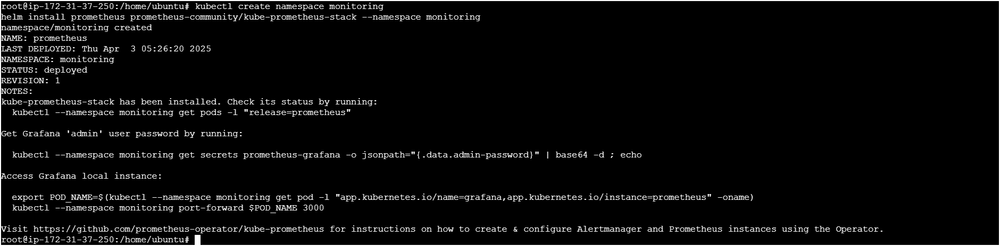 root@ip-172-31-37-250:/home/ubuntu# kubectl create namespace monitoring
helm install prometheus prometheus-community/kube-prometheus-stack --namespace monitoring
namespace/monitoring created
NAME: prometheus
LAST DEPLOYED: Thu Apr  3 05:26:20 2025
NAMESPACE: monitoring
STATUS: deployed
REVISION: 1
NOTES:
kube-prometheus-stack has been installed. Check its status by running:
  kubectl --namespace monitoring get pods -l "release=prometheus"

Get Grafana 'admin' user password by running:

  kubectl --namespace monitoring get secrets prometheus-grafana -o jsonpath="{.data.admin-password}" | base64 -d ; echo

Access Grafana local instance:

  export POD_NAME=$(kubectl --namespace monitoring get pod -l "app.kubernetes.io/name=grafana,app.kubernetes.io/instance=prometheus" -oname)
  kubectl --namespace monitoring port-forward $POD_NAME 3000

Visit https://github.com/prometheus-operator/kube-prometheus for instructions on how to create & configure Alertmanager and Prometheus instances using the Operator.
root@ip-172-31-37-250:/home/ubuntu#